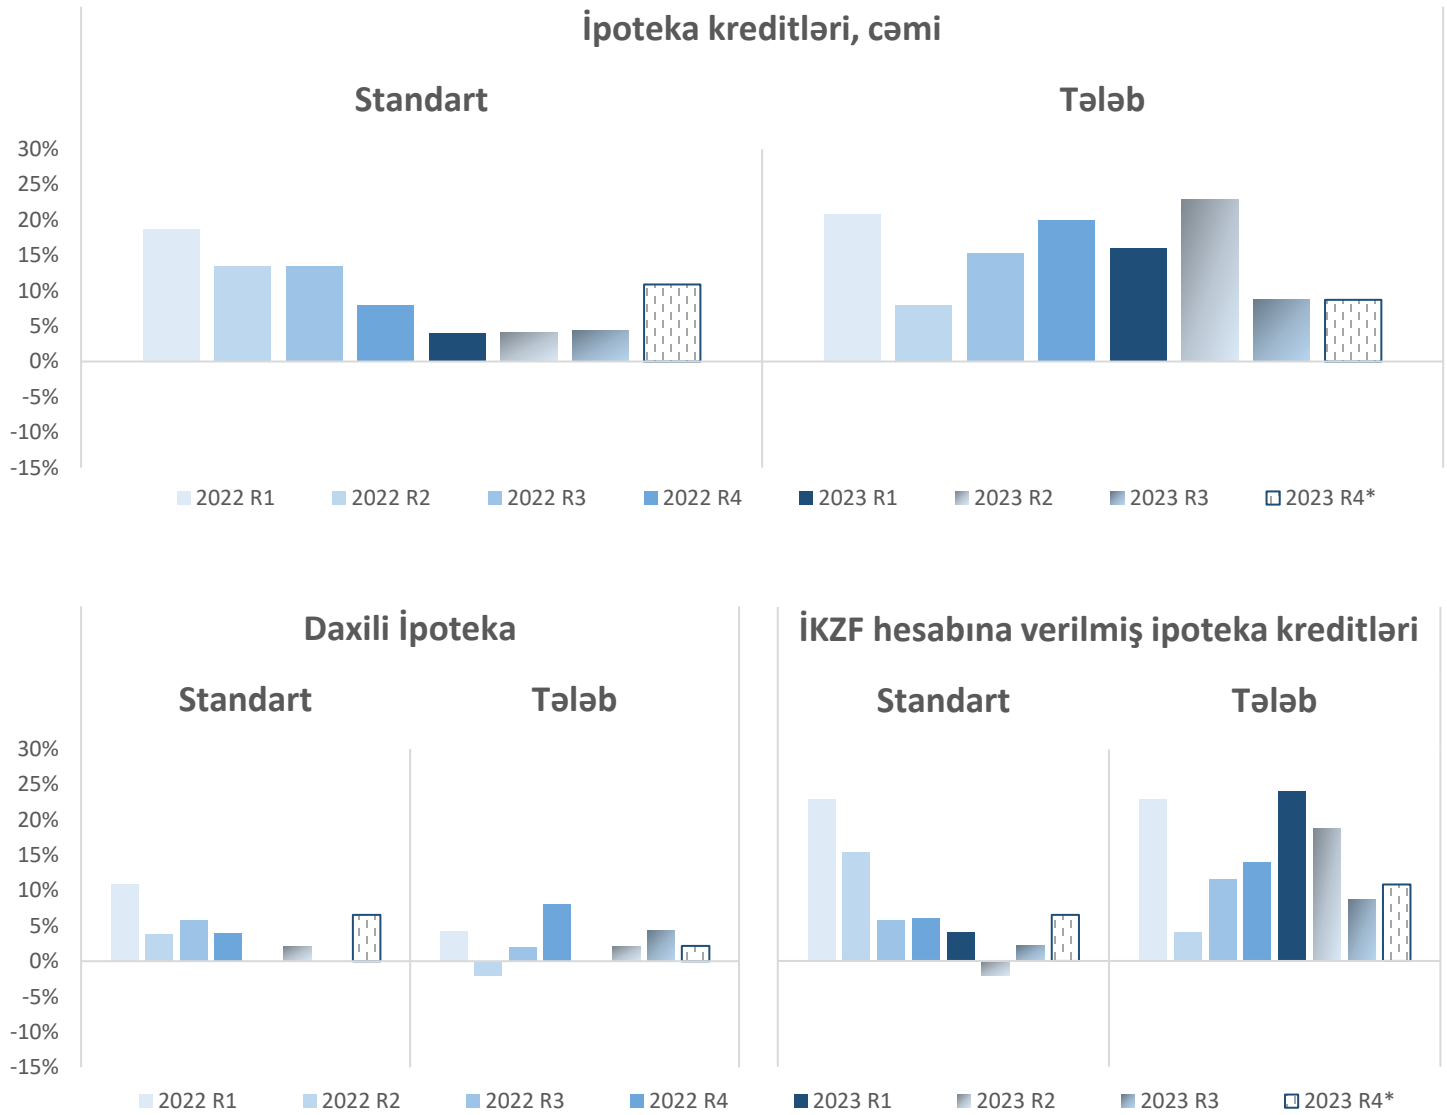 İpoteka kreditləri, cəmi
Standart
Tələb
30%
25%
20%
15%
10%
5%
0%
-5%
-10%
-15%
2022 R1 2022 R2 2022 R3 2022 R4 2023 R1 2023 R2 2023 R3 2023 R4*
Daxili İpoteka
Standart
Tələb
İKZF hesabına verilmiş ipoteka kreditləri
Standart
Tələb
30%
25%
20%
15%
10%
5%
0%
-5%
-10%
-15%
2022 R1 2022 R2 2022 R3 2022 R4 2023 R1 2023 R2 2023 R3 2023 R4*